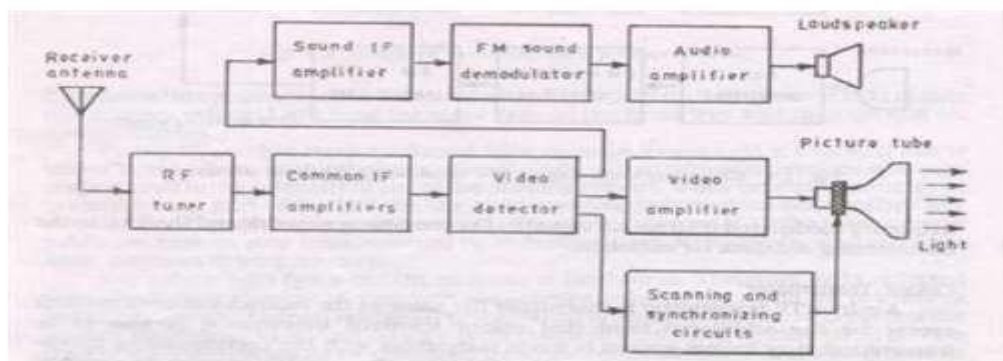 Receiver
antenna
Sound IF
amplifier
FM sound
demodulator
Audio
amplifier
Loudspeaker
RF
tuner
Common IF
amplifiers
Video
detector
Video
amplifier
Picture tube
Light
Scanning and
synchronizing
circuits